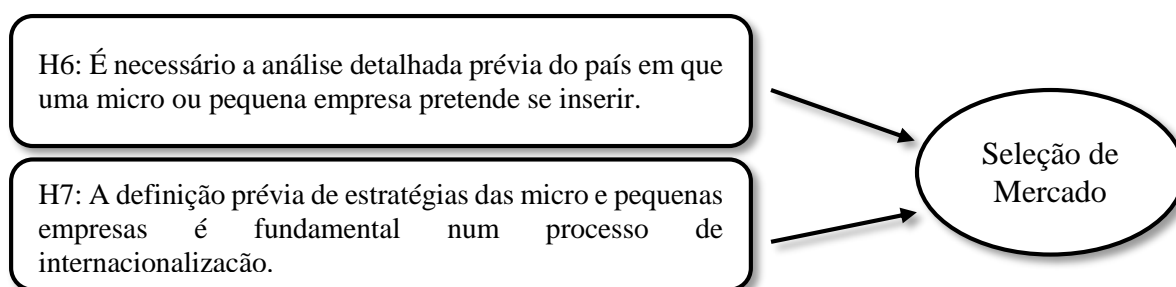 H6: É necessário a análise detalhada prévia do país em que
uma micro ou pequena empresa pretende se inserir.
H7: A definição prévia de estratégias das micro e pequenas
empresas é fundamental num processo de
internacionalização.
Seleção de
Mercado